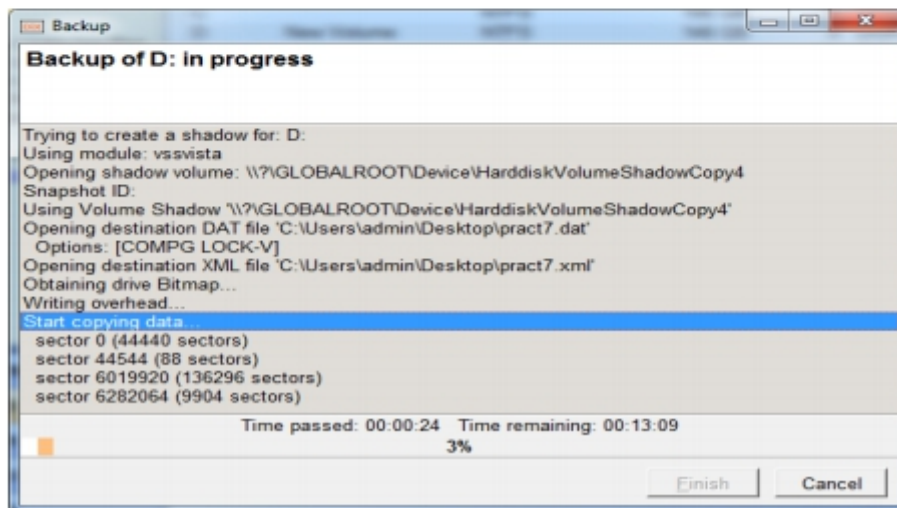 Backup
New Volume
NTFS
Backup of D: in progress
Trying to create a shadow for: D:
Using module: vssvista
Opening shadow volume: \\?\GLOBALROOT\Device\HarddiskVolumeShadowCopy4
Snapshot ID:
Using Volume Shadow '\\?\GLOBALROOT\Device\HarddiskVolumeShadowCopy4'
Opening destination DAT file 'C:\Users\admin\Desktop\pract7.dat'
Options: [COMPG LOCK-V]
Opening destination XML file 'C:\Users\admin\Desktop\pract7.xml'
Obtaining drive Bitmap...
Writing overhead...
Start copying data...
sector 0 (44440 sectors)
sector 44544 (88 sectors)
sector 6019920 (136296 sectors)
sector 6282064 (9904 sectors)
Time passed: 00:00:24 Time remaining: 00:13:09
3%
Finish Cancel